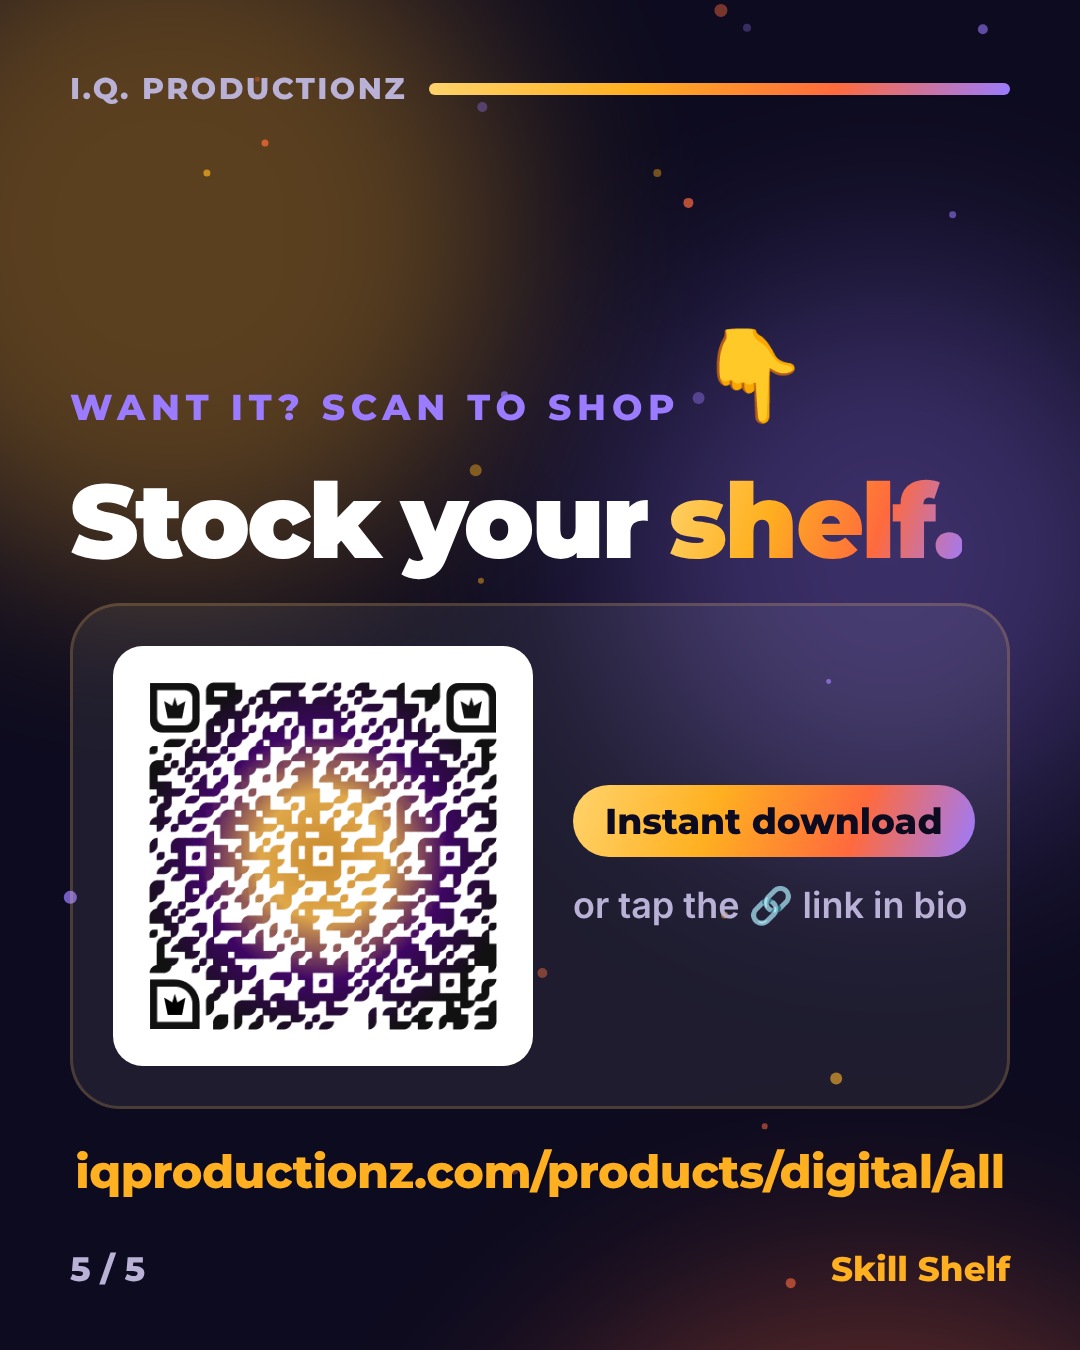 I.Q. PRODUCTIONZ
WANT IT? SCAN TO SHOP
Stock your shelf.
Instant download
or tap the 🔗 link in bio
iqproductionz.com/products/digital/all
5 / 5
Skill Shelf